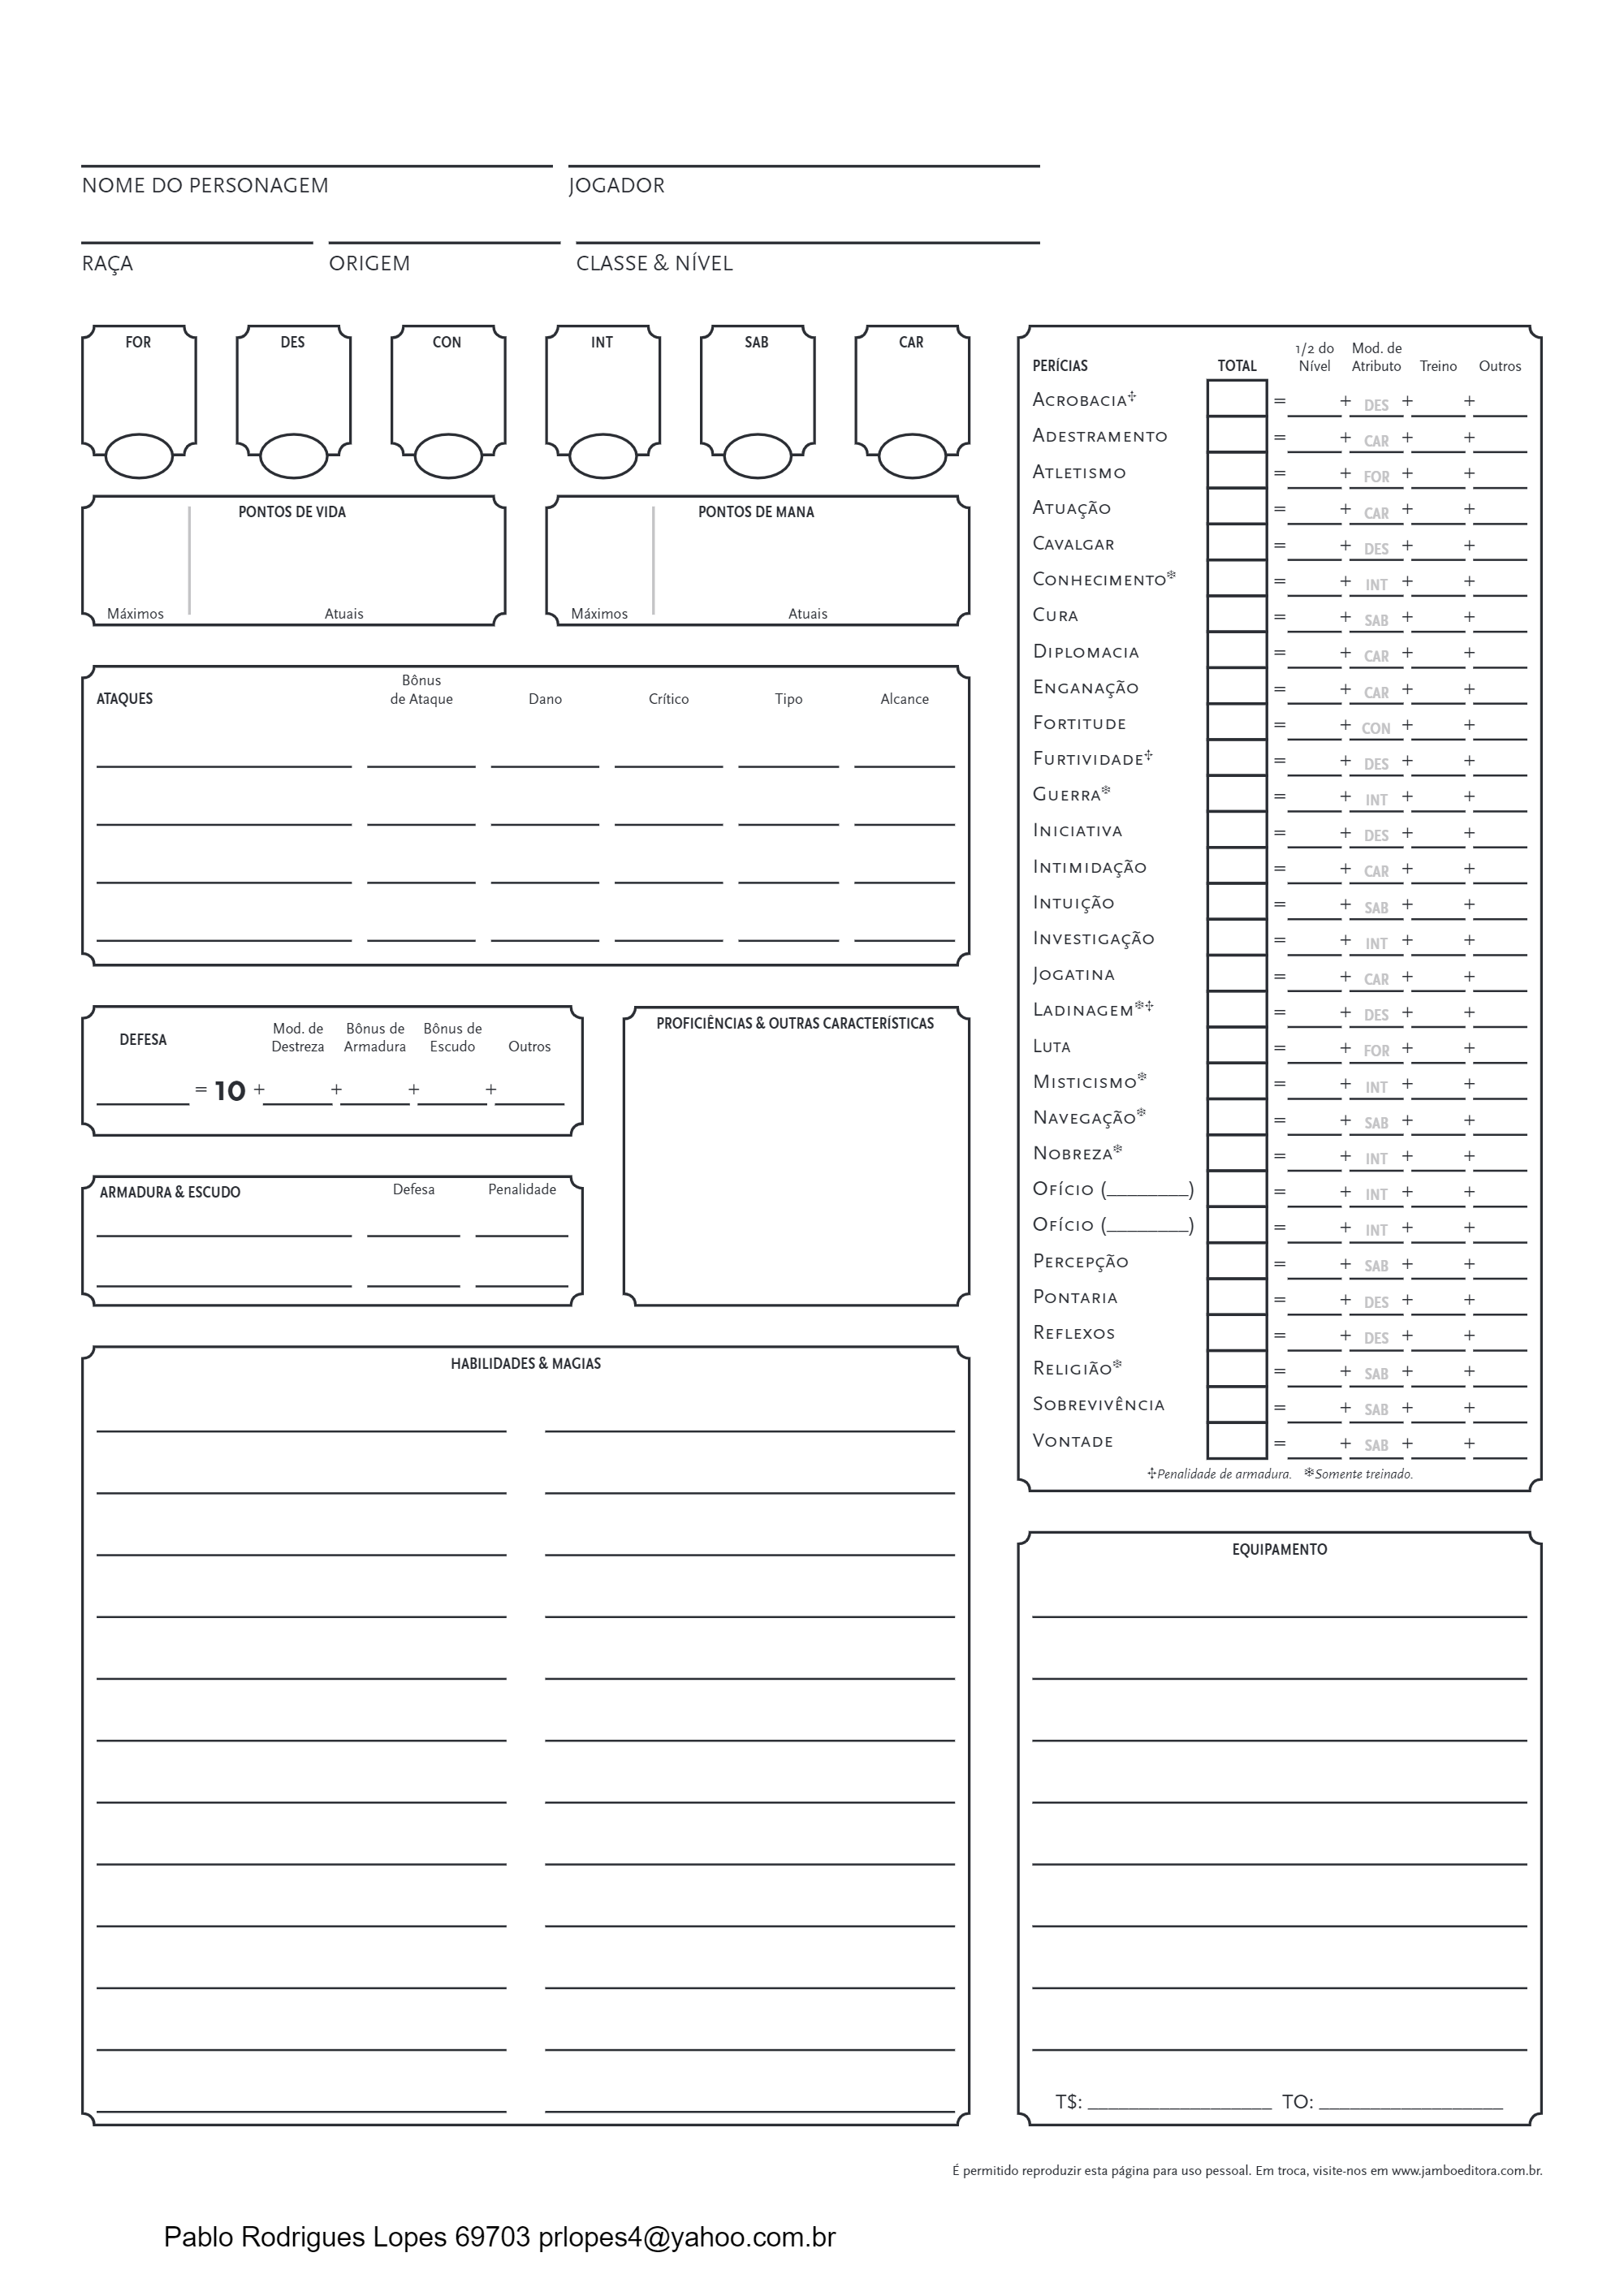 NOME DO PERSONAGEM JOGADOR
RAÇA ORIGEM CLASSE & NÍVEL
FOR DES CON INT SAB CAR
PONTOS DE VIDA
Máximos Atuais
PONTOS DE MANA
Máximos Atuais
ATAQUES Bônus de Ataque Dano Crítico Tipo Alcance
DEFESA Mod. de Destreza Bônus de Armadura Bônus de Escudo Outros
= 10 + + + +
ARMADURA & ESCUDO Defesa Penalidade
PROFICIÊNCIAS & OUTRAS CARACTERÍSTICAS
HABILIDADES & MAGIAS
PERÍCIAS TOTAL 1/2 do Nível Mod. de Atributo Treino Outros
Acrobacia✢ = + DES + +
Adestramento = + CAR + +
Atletismo = + FOR + +
Atuação = + CAR + +
Cavalgar = + DES + +
Conhecimento❉ = + INT + +
Cura = + SAB + +
Diplomacia = + CAR + +
Enganação = + CAR + +
Fortitude = + CON + +
Furtividade✢ = + DES + +
Guerra❉ = + INT + +
Iniciativa = + DES + +
Intimidação = + CAR + +
Intuição = + SAB + +
Investigação = + INT + +
Jogatina = + CAR + +
Ladinagem❉✢ = + DES + +
Luta = + FOR + +
Misticismo❉ = + INT + +
Navegação❉ = + SAB + +
Nobreza❉ = + INT + +
Ofício (________) = + INT + +
Ofício (________) = + INT + +
Percepção = + SAB + +
Pontaria = + DES + +
Reflexos = + DES + +
Religião❉ = + SAB + +
Sobrevivência = + SAB + +
Vontade = + SAB + +
✢Penalidade de armadura. ❉Somente treinado.
EQUIPAMENTO
T$: __________________ TO: __________________
É permitido reproduzir esta página para uso pessoal. Em troca, visite-nos em www.jamboeditora.com.br.
Pablo Rodrigues Lopes 69703 prlopes4@yahoo.com.br